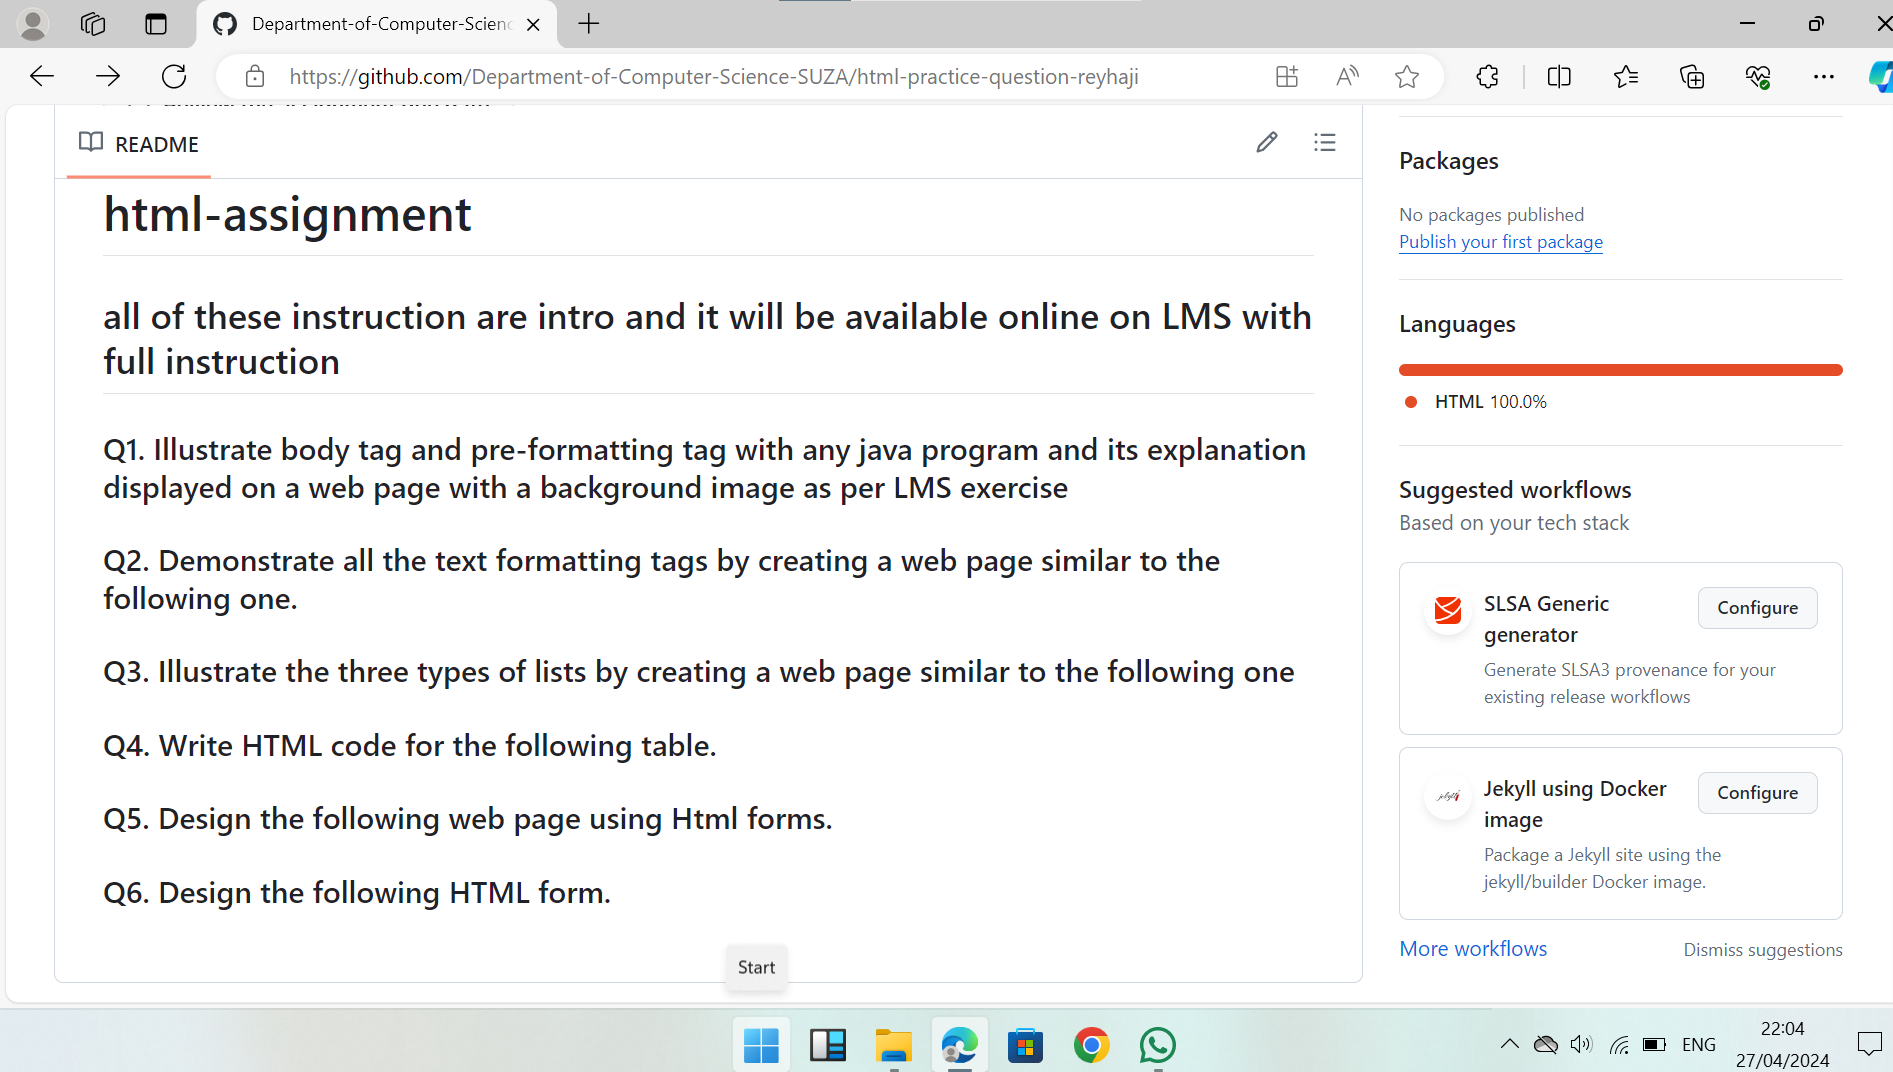 Department-of-Computer-Scienc
https://github.com/Department-of-Computer-Science-SUZA/html-practice-question-reyhaji
README
html-assignment
all of these instruction are intro and it will be available online on LMS with
full instruction
Q1. Illustrate body tag and pre-formatting tag with any java program and its explanation
displayed on a web page with a background image as per LMS exercise
Q2. Demonstrate all the text formatting tags by creating a web page similar to the
following one.
Q3. Illustrate the three types of lists by creating a web page similar to the following one
Q4. Write HTML code for the following table.
Q5. Design the following web page using Html forms.
Q6. Design the following HTML form.
Packages
No packages published
Publish your first package
Languages
HTML 100.0%
Suggested workflows
Based on your tech stack
SLSA Generic
generator
Configure
Generate SLSA3 provenance for your
existing release workflows
Jekyll using Docker
image
Configure
Package a Jekyll site using the
jekyll/builder Docker image.
More workflows
Dismiss suggestions
Start
ENG
22:04
27/04/2024